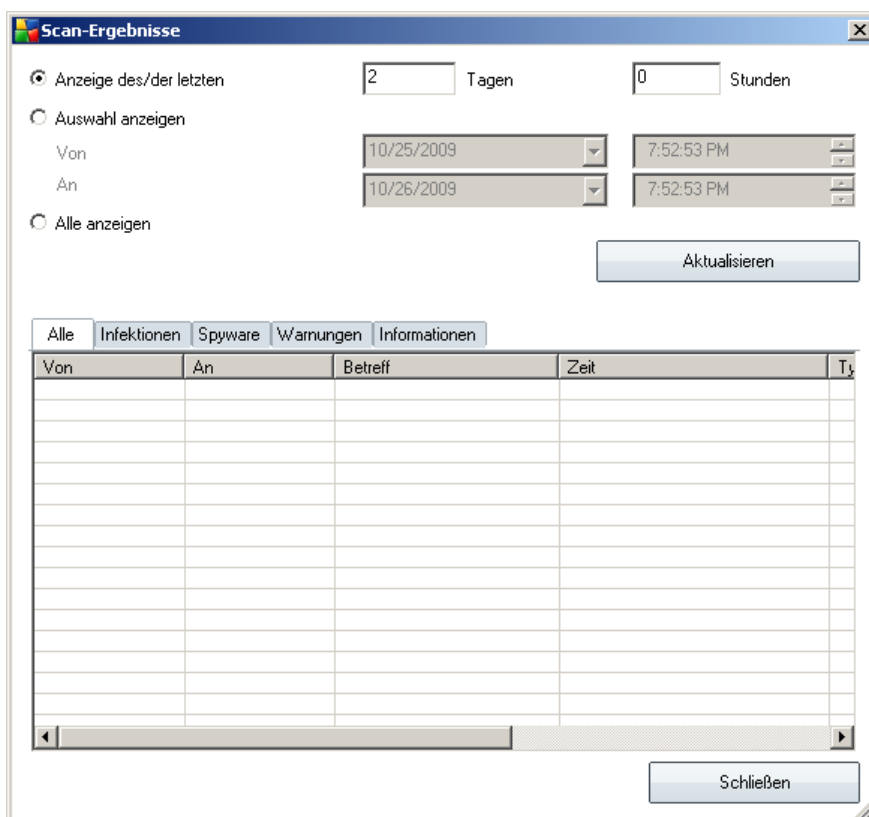 Scan-Ergebnisse
Anzeige des/der letzten 2 Tagen 0 Stunden
Auswahl anzeigen
Von 10/25/2009 7:52:53 PM
An 10/26/2009 7:52:53 PM
Alle anzeigen
Aktualisieren
Alle Infektionen Spyware Warnungen Informationen
Von An Betreff Zeit Ty
Schließen